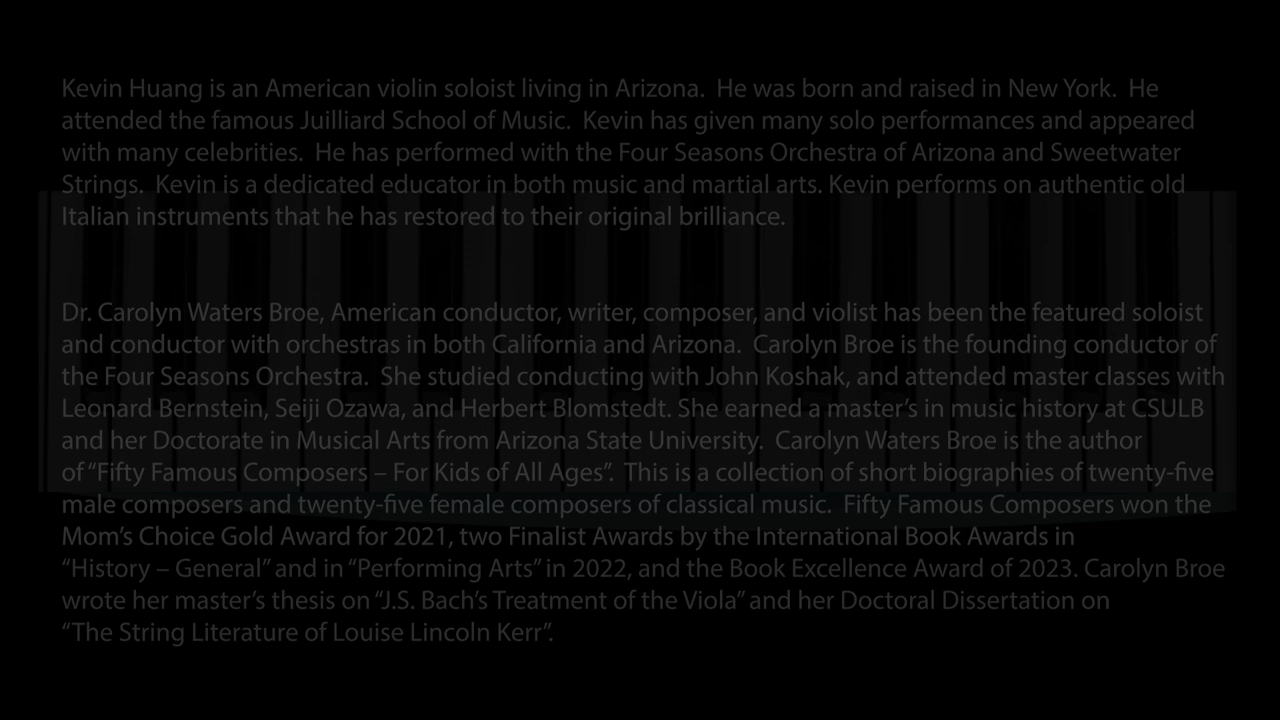 Kevin Huang is an American violin soloist living in Arizona.  He was born and raised in New York.  He
attended the famous Juilliard School of Music.  Kevin has given many solo performances and appeared
with many celebrities.  He has performed with the Four Seasons Orchestra of Arizona and Sweetwater
Strings.  Kevin is a dedicated educator in both music and martial arts. Kevin performs on authentic old
Italian instruments that he has restored to their original brilliance.
Dr. Carolyn Waters Broe, American conductor, writer, composer, and violist has been the featured soloist
and conductor with orchestras in both California and Arizona.  Carolyn Broe is the founding conductor of
the Four Seasons Orchestra.  She studied conducting with John Koshak, and attended master classes with
Leonard Bernstein, Seiji Ozawa, and Herbert Blomstedt. She earned a master’s in music history at CSULB
and her Doctorate in Musical Arts from Arizona State University.  Carolyn Waters Broe is the author
of “Fifty Famous Composers – For Kids of All Ages”.  This is a collection of short biographies of twenty-five
male composers and twenty-five female composers of classical music.  Fifty Famous Composers won the
Mom’s Choice Gold Award for 2021, two Finalist Awards by the International Book Awards in
“History – General” and in “Performing Arts” in 2022, and the Book Excellence Award of 2023. Carolyn Broe
wrote her master’s thesis on “J.S. Bach’s Treatment of the Viola” and her Doctoral Dissertation on
“The String Literature of Louise Lincoln Kerr”.